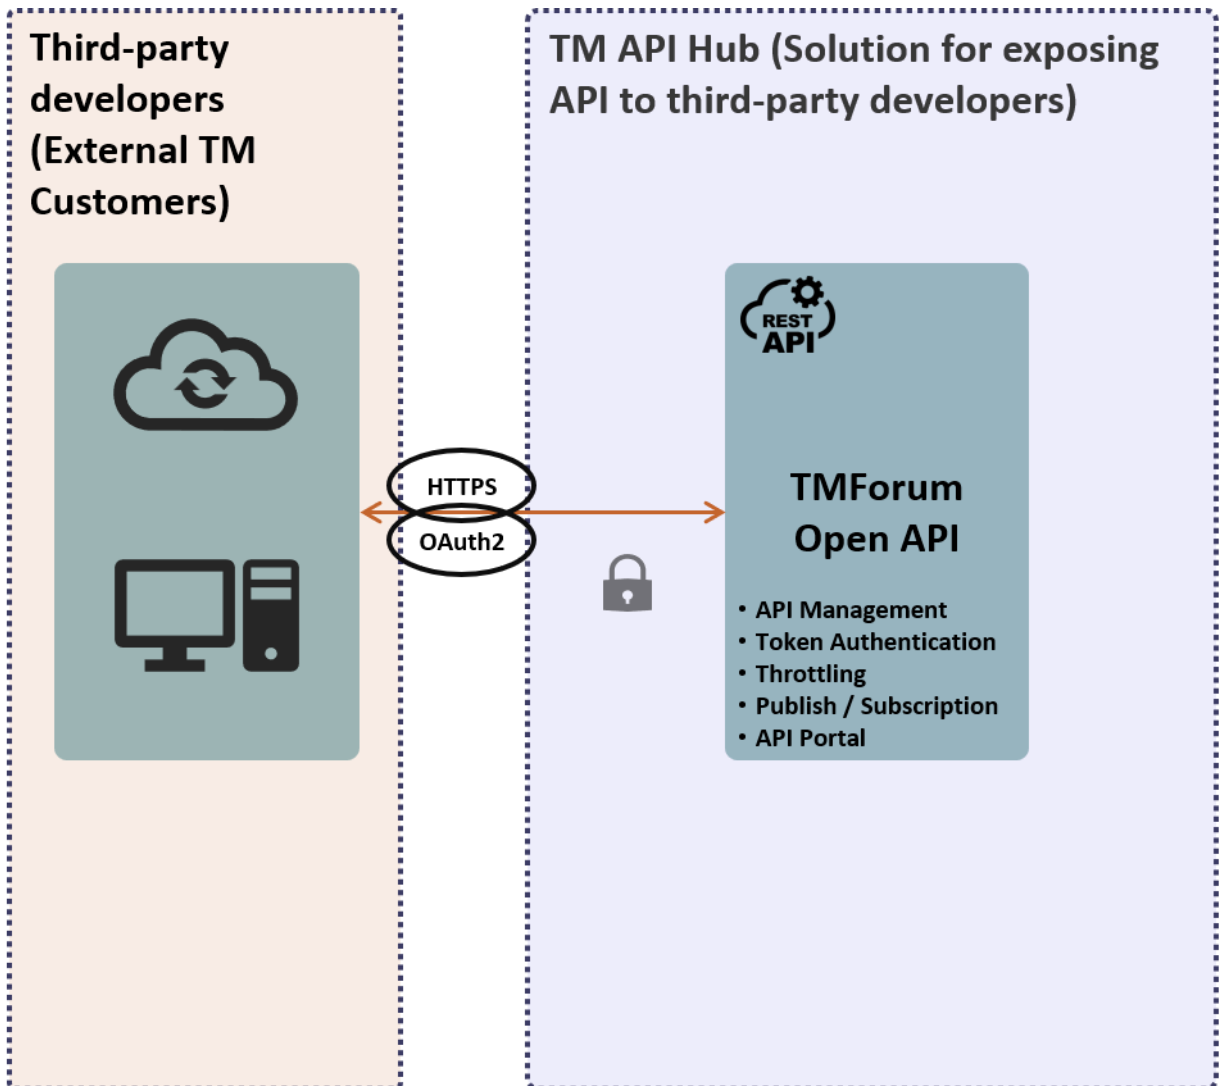 Third-party
developers
(External TM
Customers)
TM API Hub (Solution for exposing
API to third-party developers)
REST
API
HTTPS
OAuth2
TMForum
Open API
• API Management
• Token Authentication
• Throttling
• Publish / Subscription
• API Portal